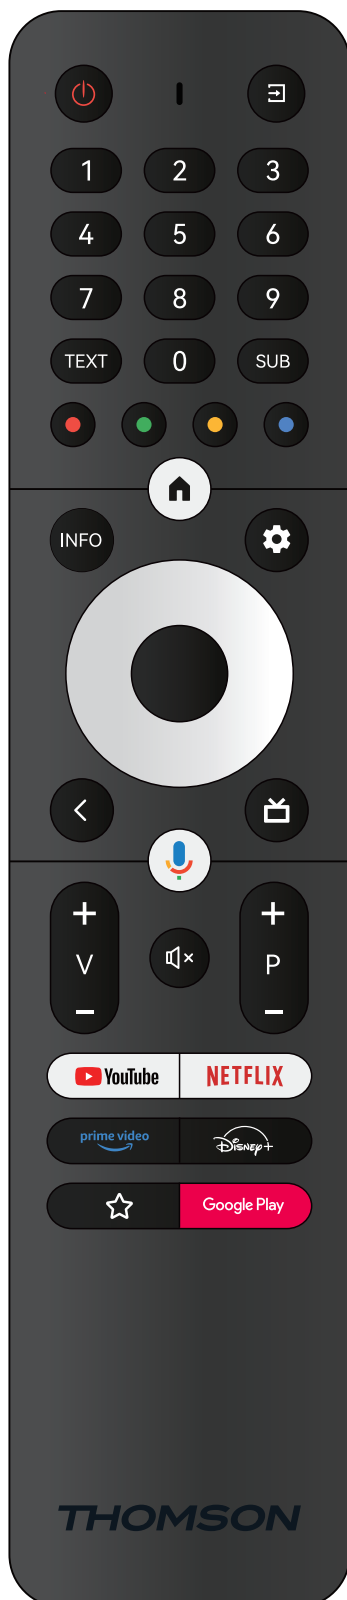 1 2 3
4 5 6
7 8 9
TEXT 0 SUB
INFO
+ +
V P
− −
YouTube NETFLIX
prime video Disney+
Google Play
THOMSON